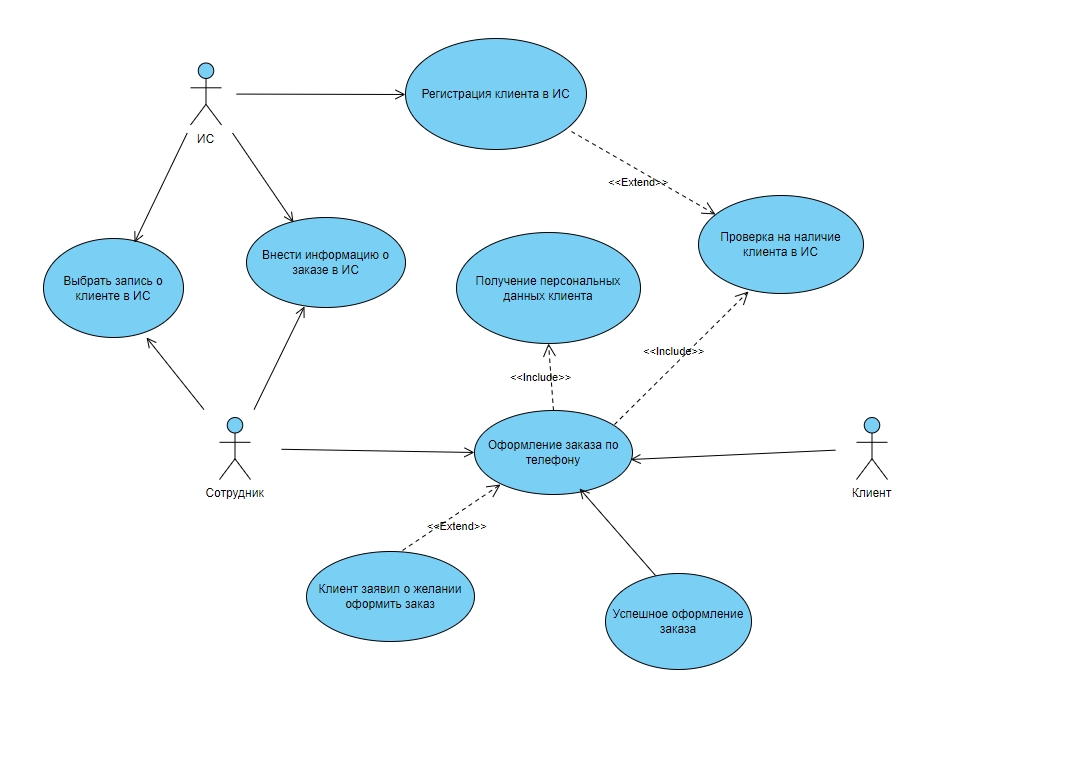 Регистрация клиента в ИС
ИС
<<Extend>>
Проверка на наличие
клиента в ИС
Внести информацию о
заказе в ИС
Выбрать запись о
клиенте в ИС
Получение персональных
данных клиента
<<Include>>
<<Include>>
Оформление заказа по
телефону
Сотрудник
Клиент
<<Extend>>
Клиент заявил о желании
оформить заказ
Успешное оформление
заказа